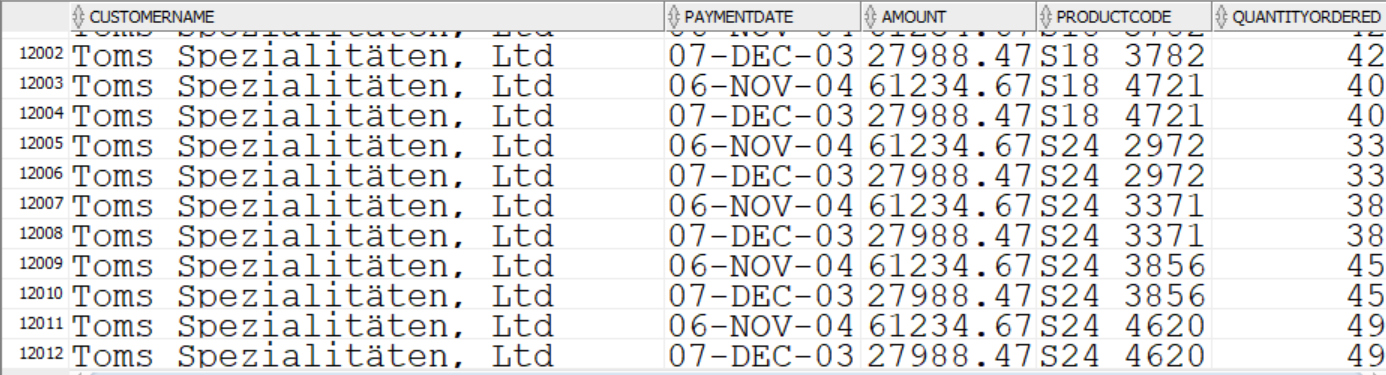 CUSTOMERNAME PAYMENTDATE AMOUNT PRODUCTCODE QUANTITYORDERED
12002 Toms Spezialitäten, Ltd 07-DEC-03 27988.47 S18 3782 42
12003 Toms Spezialitäten, Ltd 06-NOV-04 61234.67 S18 4721 40
12004 Toms Spezialitäten, Ltd 07-DEC-03 27988.47 S18 4721 40
12005 Toms Spezialitäten, Ltd 06-NOV-04 61234.67 S24 2972 33
12006 Toms Spezialitäten, Ltd 07-DEC-03 27988.47 S24 2972 33
12007 Toms Spezialitäten, Ltd 06-NOV-04 61234.67 S24 3371 38
12008 Toms Spezialitäten, Ltd 07-DEC-03 27988.47 S24 3371 38
12009 Toms Spezialitäten, Ltd 06-NOV-04 61234.67 S24 3856 45
12010 Toms Spezialitäten, Ltd 07-DEC-03 27988.47 S24 3856 45
12011 Toms Spezialitäten, Ltd 06-NOV-04 61234.67 S24 4620 49
12012 Toms Spezialitäten, Ltd 07-DEC-03 27988.47 S24 4620 49